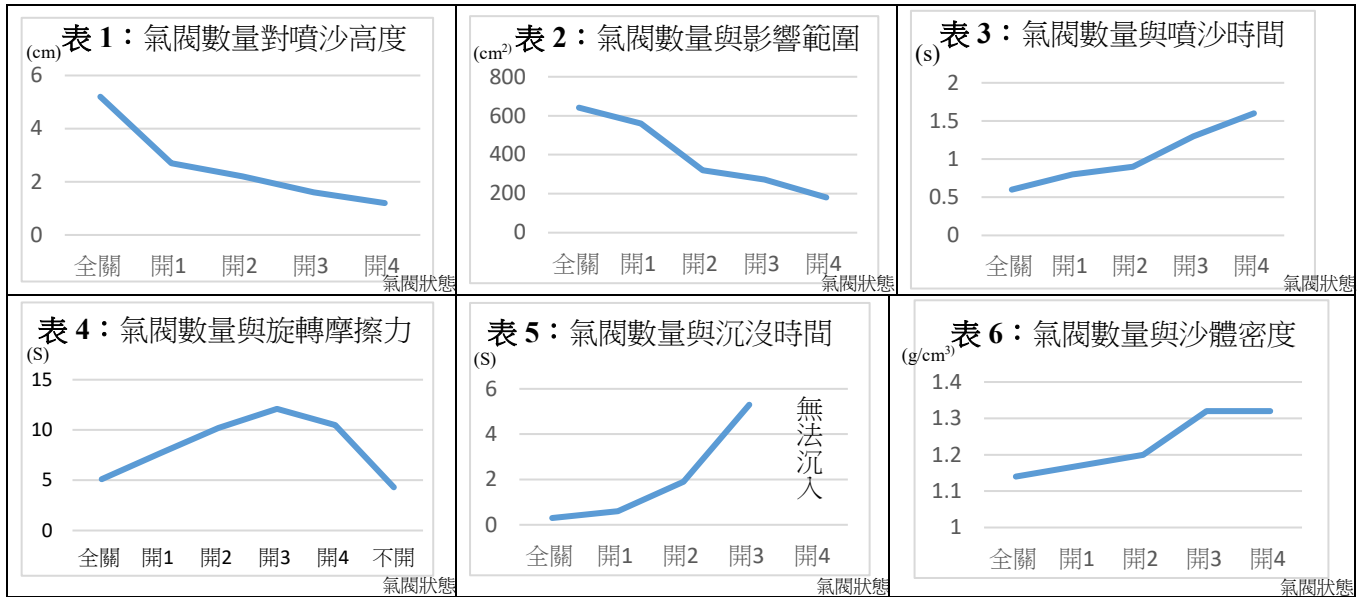 表 1：氣閥數量對噴沙高度
(cm)
6
4
2
0
全關 開1 開2 開3 開4
氣閥狀態
表 2：氣閥數量與影響範圍
(cm²)
800
600
400
200
0
全關 開1 開2 開3 開4
氣閥狀態
表 3：氣閥數量與噴沙時間
(s)
2
1.5
1
0.5
0
全關 開1 開2 開3 開4
氣閥狀態
表 4：氣閥數量與旋轉摩擦力
(S)
15
10
5
0
全關 開1 開2 開3 開4 不開
氣閥狀態
表 5：氣閥數量與沉沒時間
(S)
6
4
2
0
無法沉入
全關 開1 開2 開3 開4
氣閥狀態
表 6：氣閥數量與沙體密度
(g/cm³)
1.4
1.3
1.2
1.1
1
全關 開1 開2 開3 開4
氣閥狀態